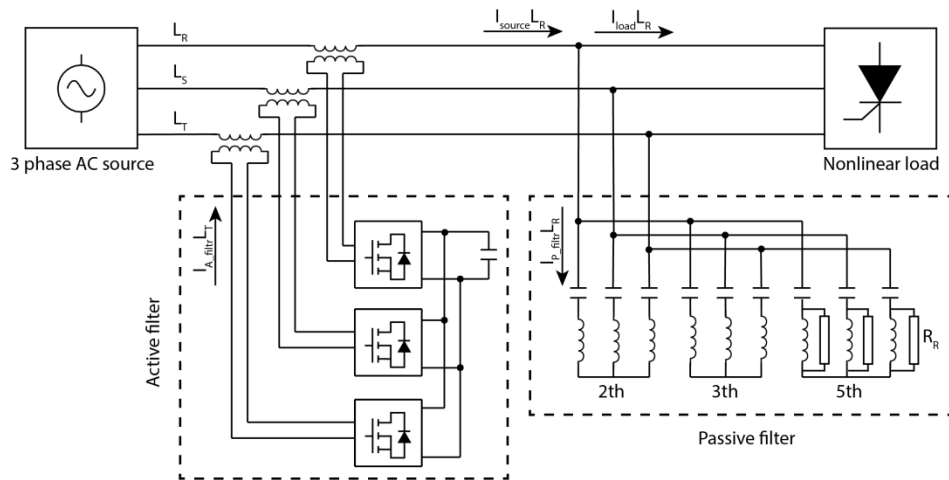 I_source L_R
I_load L_R
L_R
L_S
L_T
3 phase AC source
Nonlinear load
Active filter
I_A_filtr L_T
I_P_filtr L_R
R_R
2th
3th
5th
Passive filter